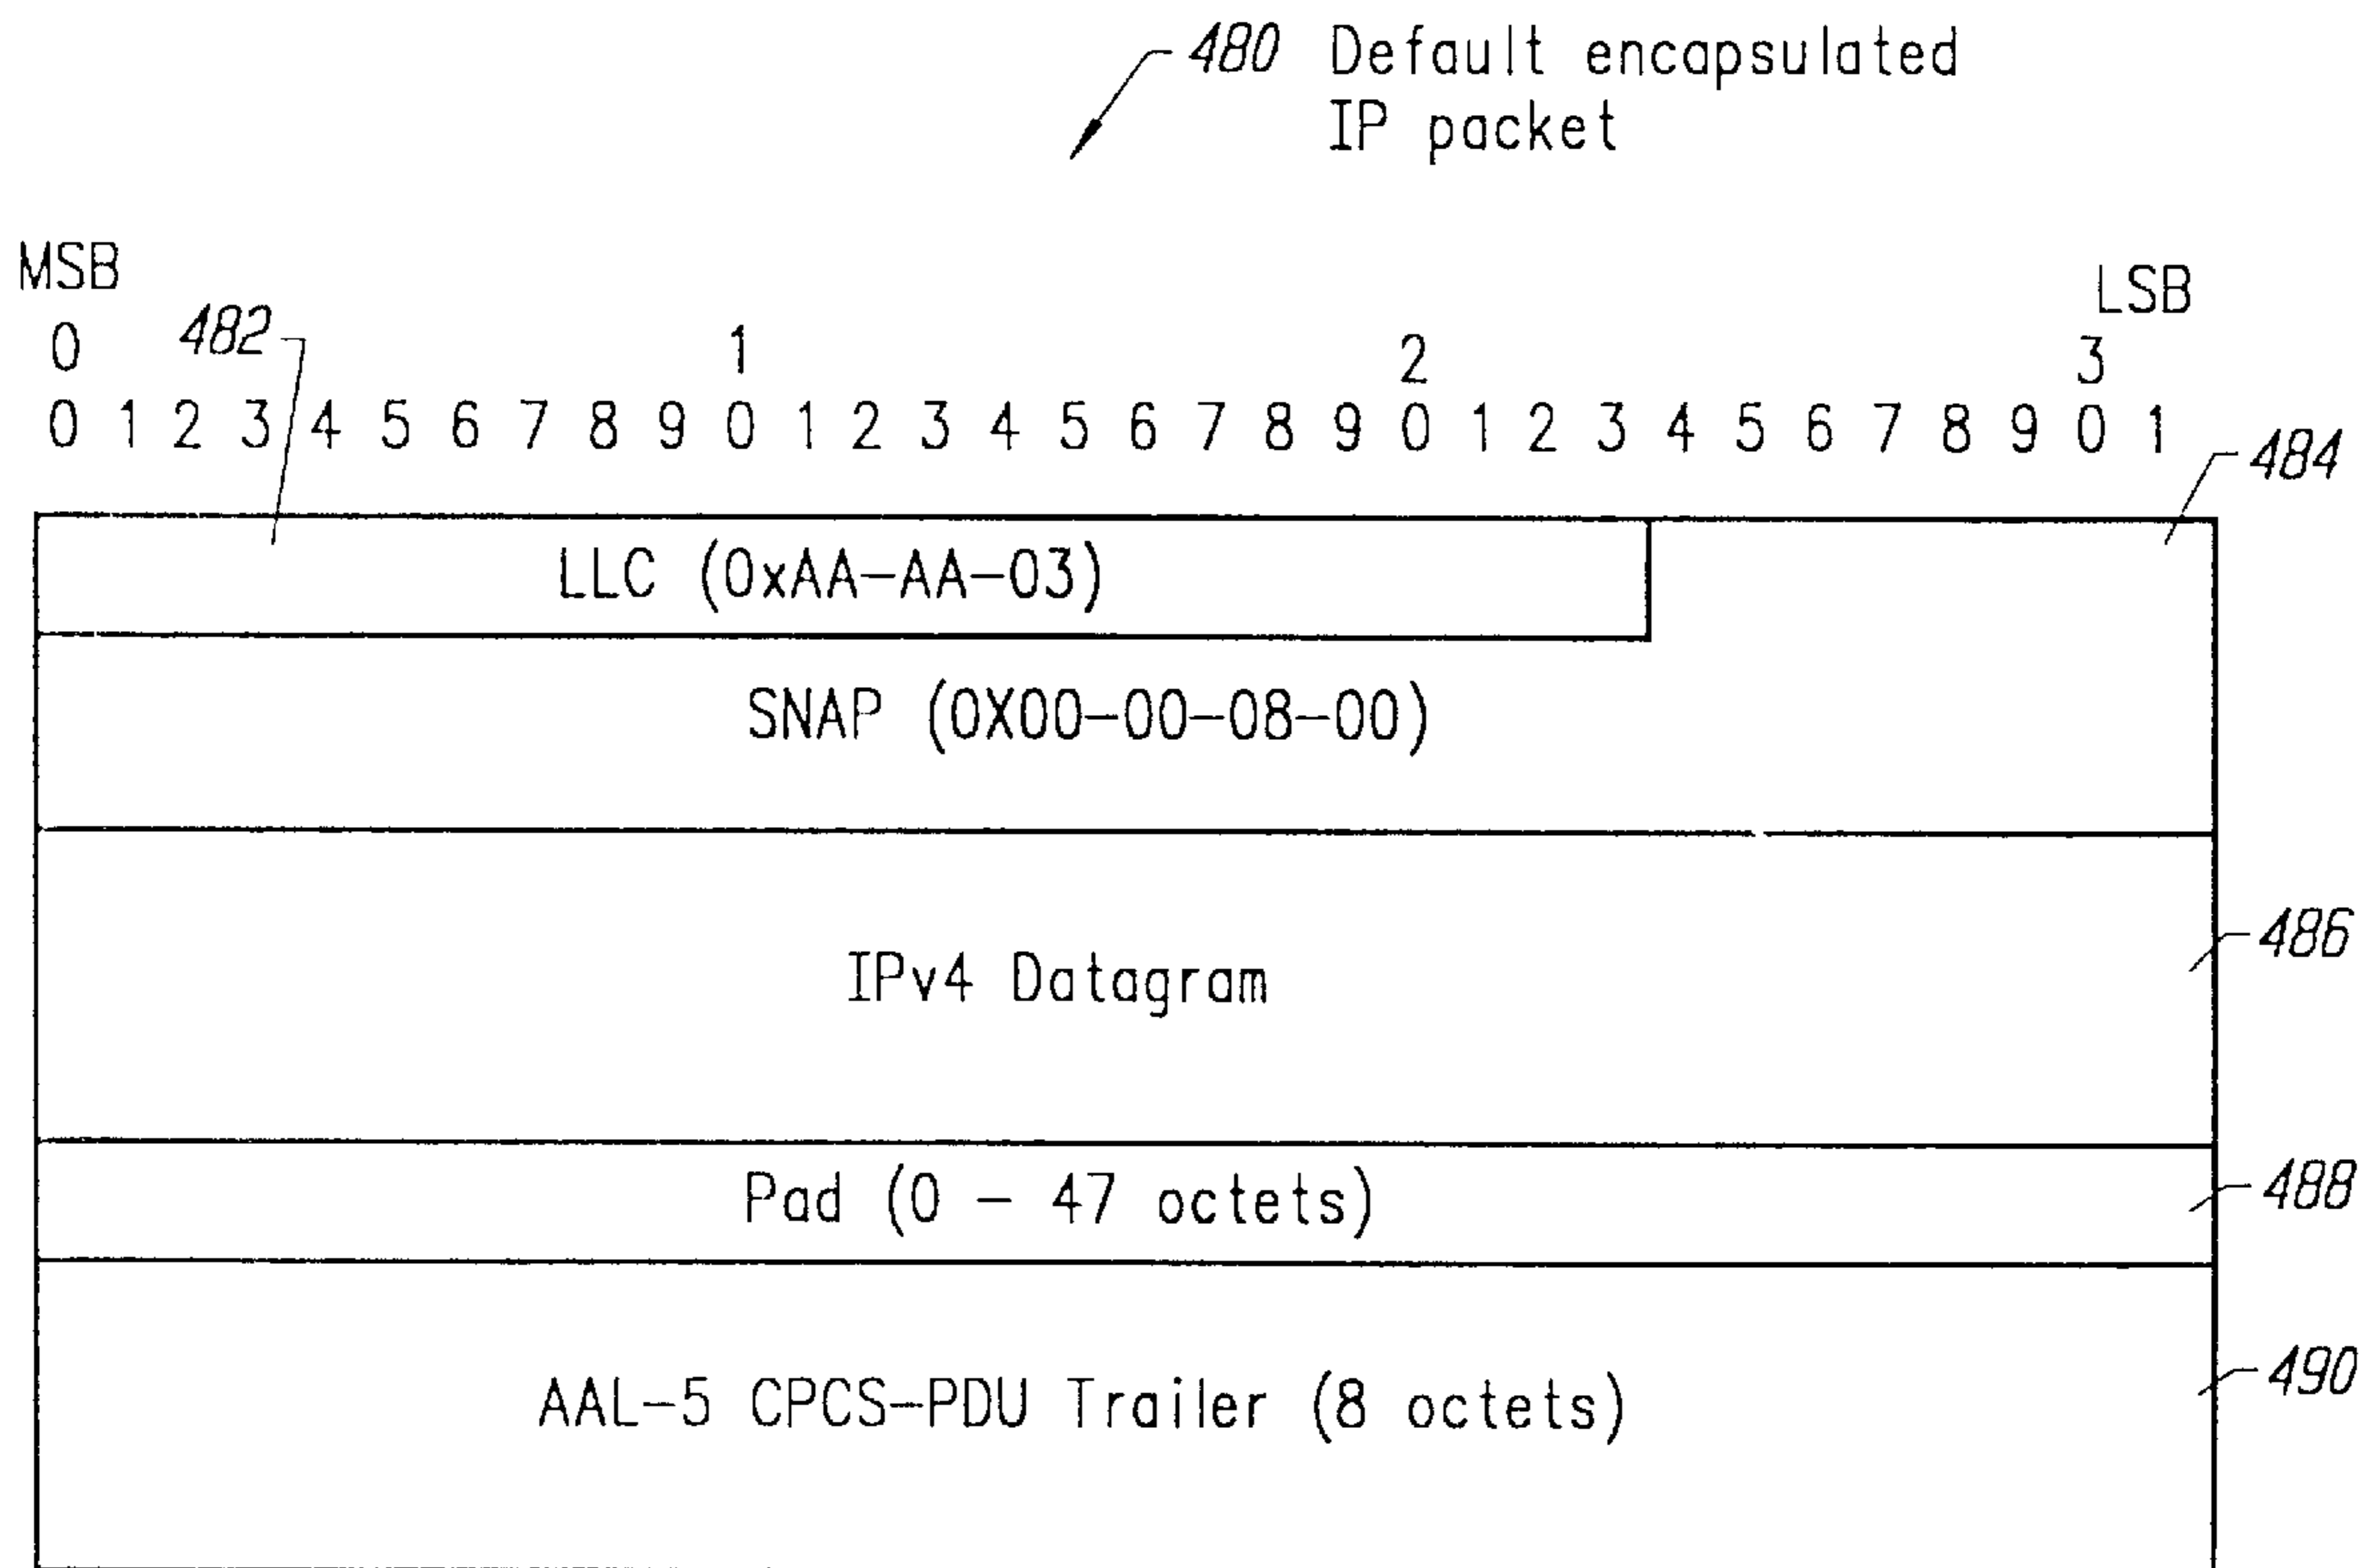 480 Default encapsulated
IP packet
MSB
LSB
482
0 1 2 3
0 1 2 3 4 5 6 7 8 9 0 1 2 3 4 5 6 7 8 9 0 1 2 3 4 5 6 7 8 9 0 1
484
LLC (0xAA-AA-03)
SNAP (0X00-00-08-00)
IPv4 Datagram
486
Pad (0 - 47 octets)
488
AAL-5 CPCS-PDU Trailer (8 octets)
490